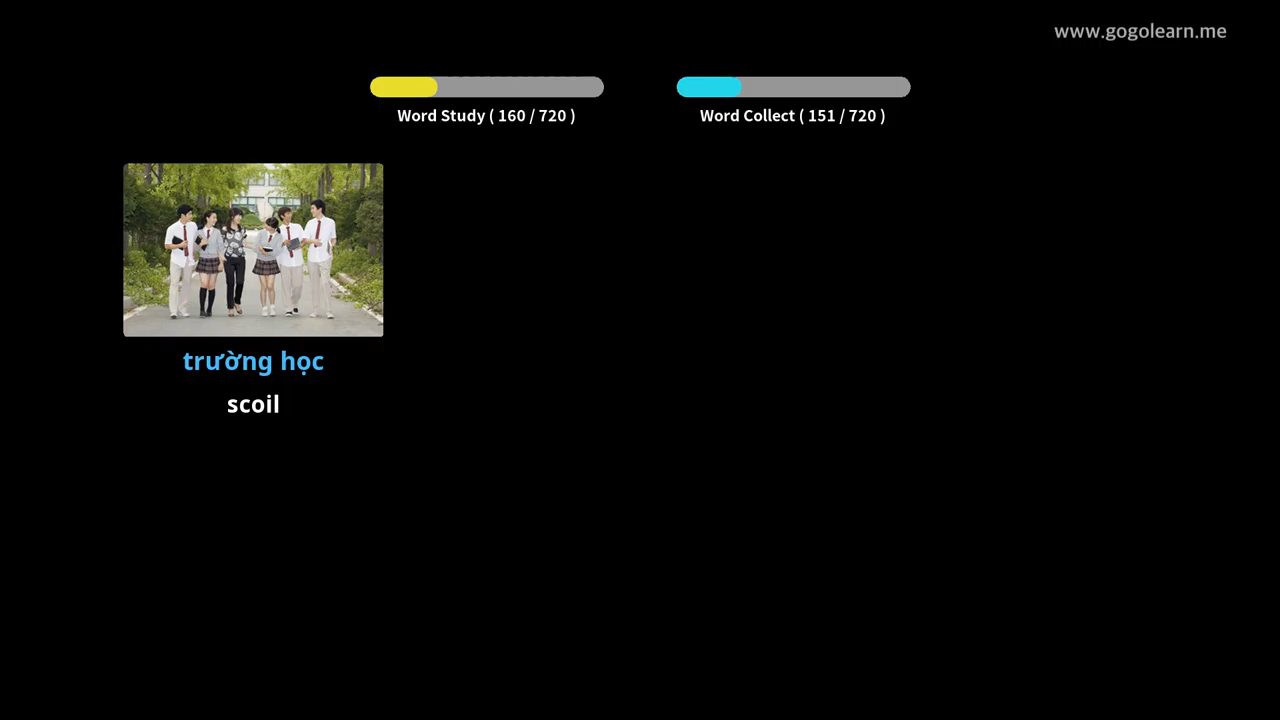 www.gogolearn.me
Word Study ( 160 / 720 )
Word Collect ( 151 / 720 )
trường học
scoil